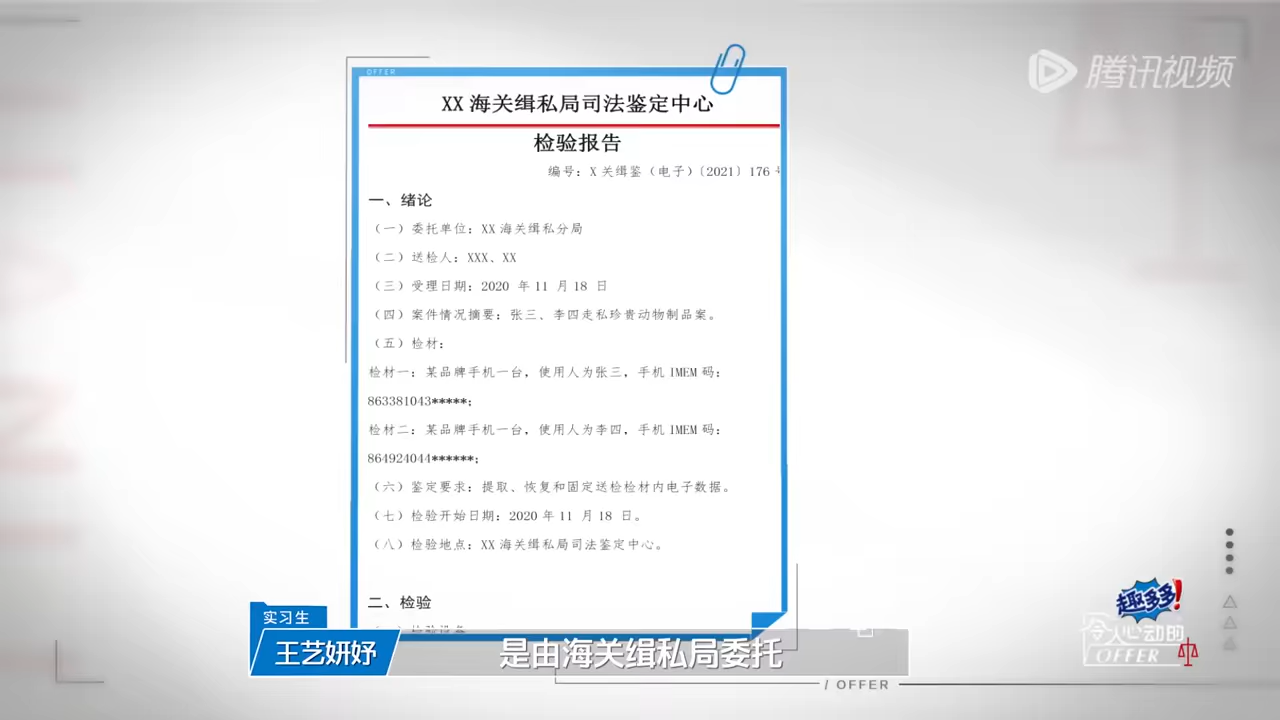 OFFER
腾讯视频
XX 海关缉私局司法鉴定中心
检验报告
编号：X 关缉鉴（电子）〔2021〕176
一、绪论
（一）委托单位：XX 海关缉私分局
（二）送检人：XXX、XX
（三）受理日期：2020 年 11 月 18 日
（四）案件情况摘要：张三、李四走私珍贵动物制品案。
（五）检材：
检材一：某品牌手机一台，使用人为张三，手机 IMEM 码：
863381043*****；
检材二：某品牌手机一台，使用人为李四，手机 IMEM 码：
864924044******；
（六）鉴定要求：提取、恢复和固定送检检材内电子数据。
（七）检验开始日期：2020 年 11 月 18 日。
（八）检验地点：XX 海关缉私局司法鉴定中心。
二、检验
实习生
王艺妍妤
是由海关缉私局委托
趣多多！
令人心动的
OFFER
/ OFFER